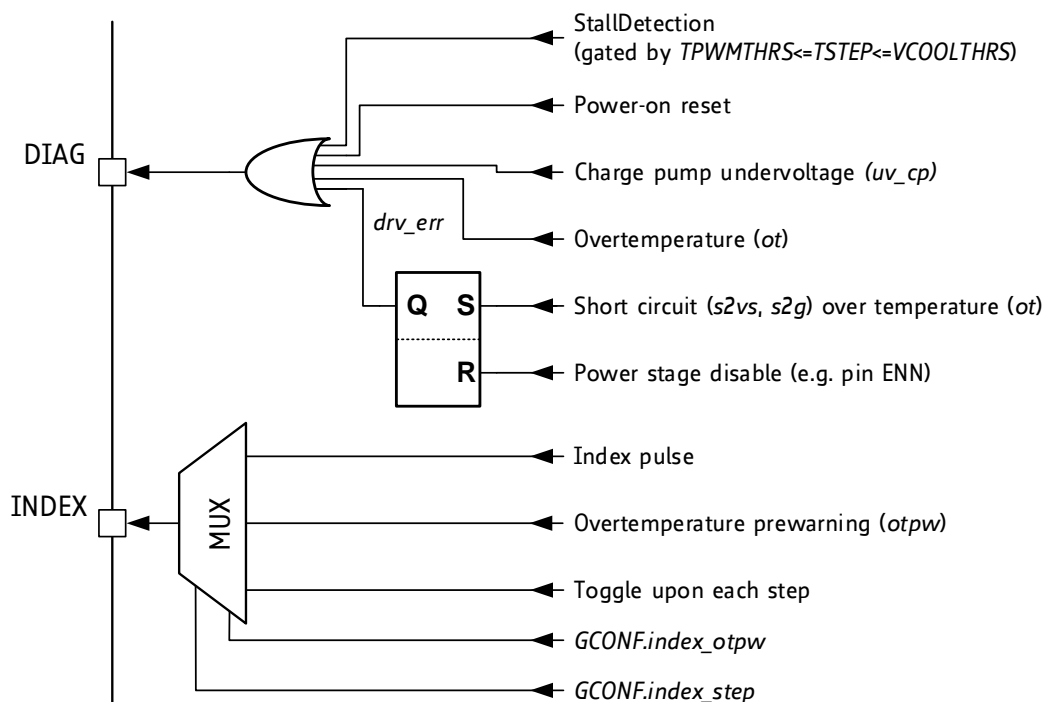 StallDetection
(gated by TPWMTHRS<=TSTEP<=VCOOLTHRS)
Power-on reset
DIAG
Charge pump undervoltage (uv_cp)
drv_err
Overtemperature (ot)
Q S
Short circuit (s2vs, s2g) over temperature (ot)
R
Power stage disable (e.g. pin ENN)
Index pulse
INDEX
MUX
Overtemperature prewarning (otpw)
Toggle upon each step
GCONF.index_otpw
GCONF.index_step